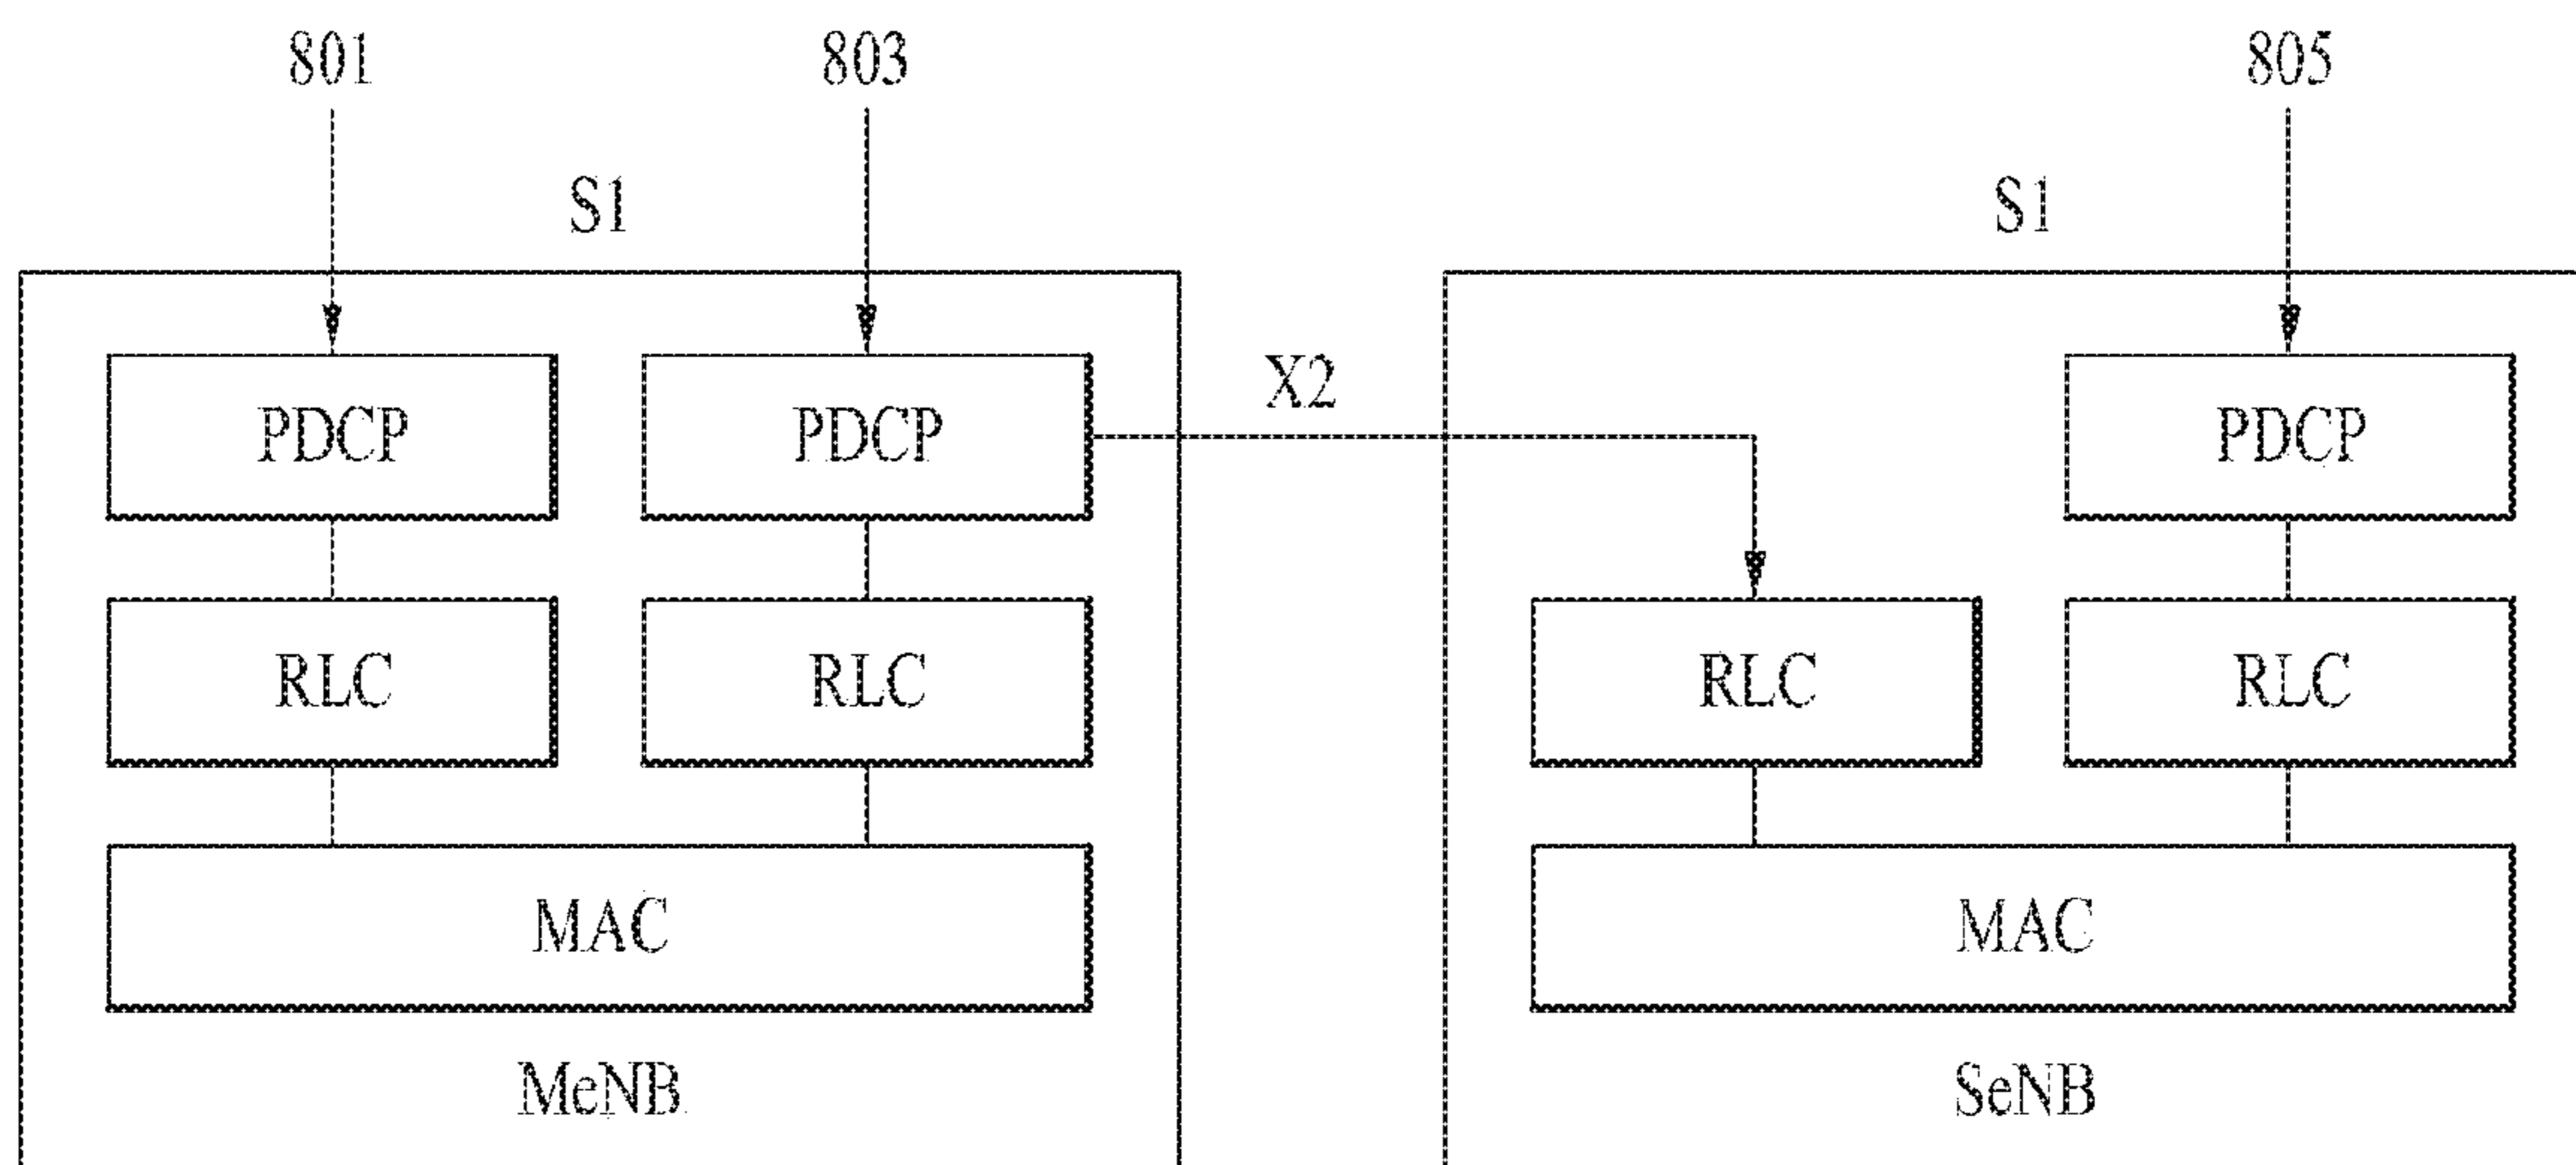 801 803 805
S1 S1
X2
PDCP PDCP PDCP
RLC RLC RLC RLC
MAC MAC
MeNB SeNB